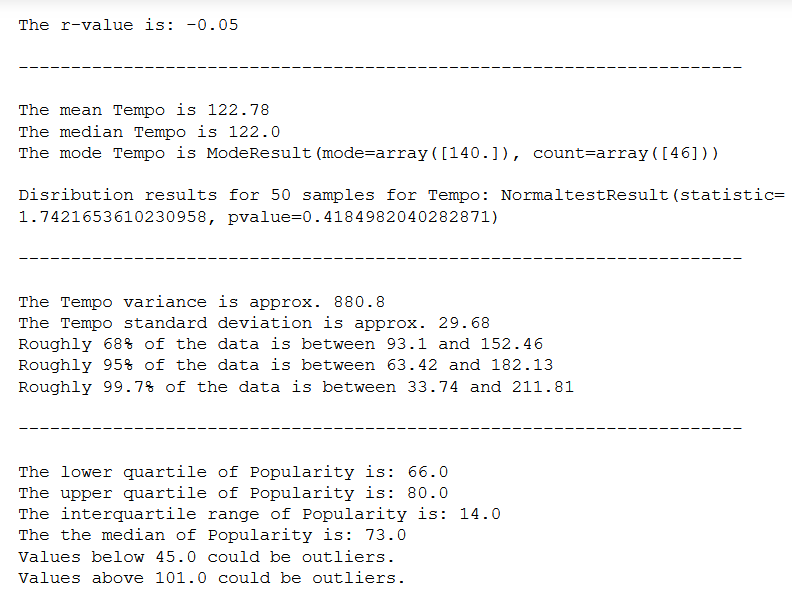 The r-value is: -0.05
---------------------------------------------------------------------
The mean Tempo is 122.78
The median Tempo is 122.0
The mode Tempo is ModeResult(mode=array([140.]), count=array([46]))
Disribution results for 50 samples for Tempo: NormaltestResult(statistic=
1.7421653610230958, pvalue=0.4184982040282871)
---------------------------------------------------------------------
The Tempo variance is approx. 880.8
The Tempo standard deviation is approx. 29.68
Roughly 68% of the data is between 93.1 and 152.46
Roughly 95% of the data is between 63.42 and 182.13
Roughly 99.7% of the data is between 33.74 and 211.81
---------------------------------------------------------------------
The lower quartile of Popularity is: 66.0
The upper quartile of Popularity is: 80.0
The interquartile range of Popularity is: 14.0
The the median of Popularity is: 73.0
Values below 45.0 could be outliers.
Values above 101.0 could be outliers.